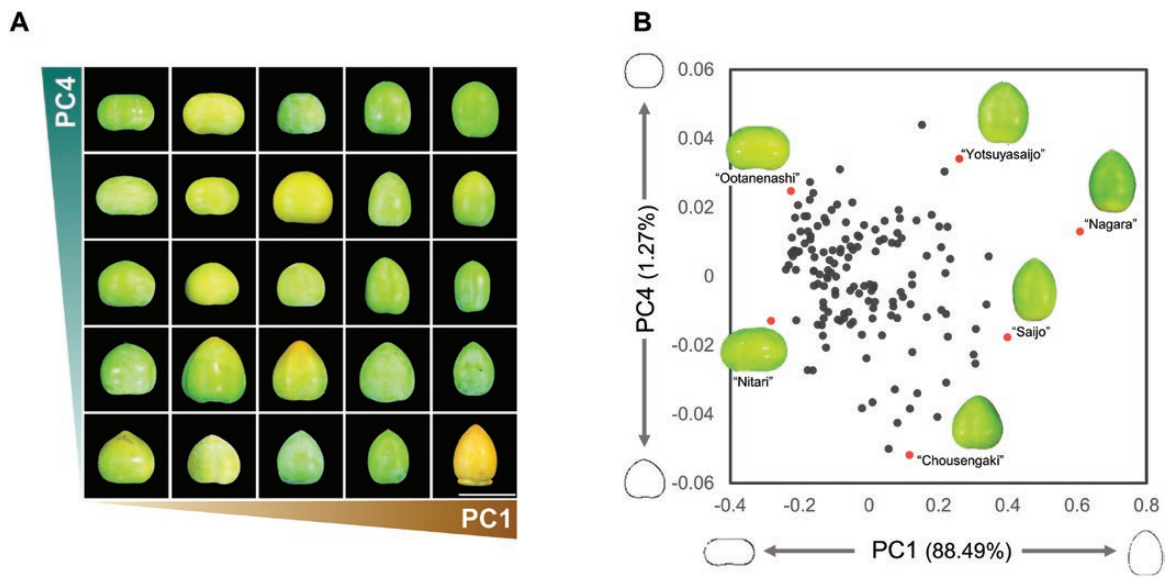 A
B
PC4
PC1
0.06
0.04
0.02
0
-0.02
-0.04
-0.06
PC4 (1.27%)
"Yotsuyasaijo"
"Ootanenashi"
"Nagara"
"Saijo"
"Nitari"
"Chousengaki"
-0.4
-0.2
0
0.2
0.4
0.6
0.8
PC1 (88.49%)